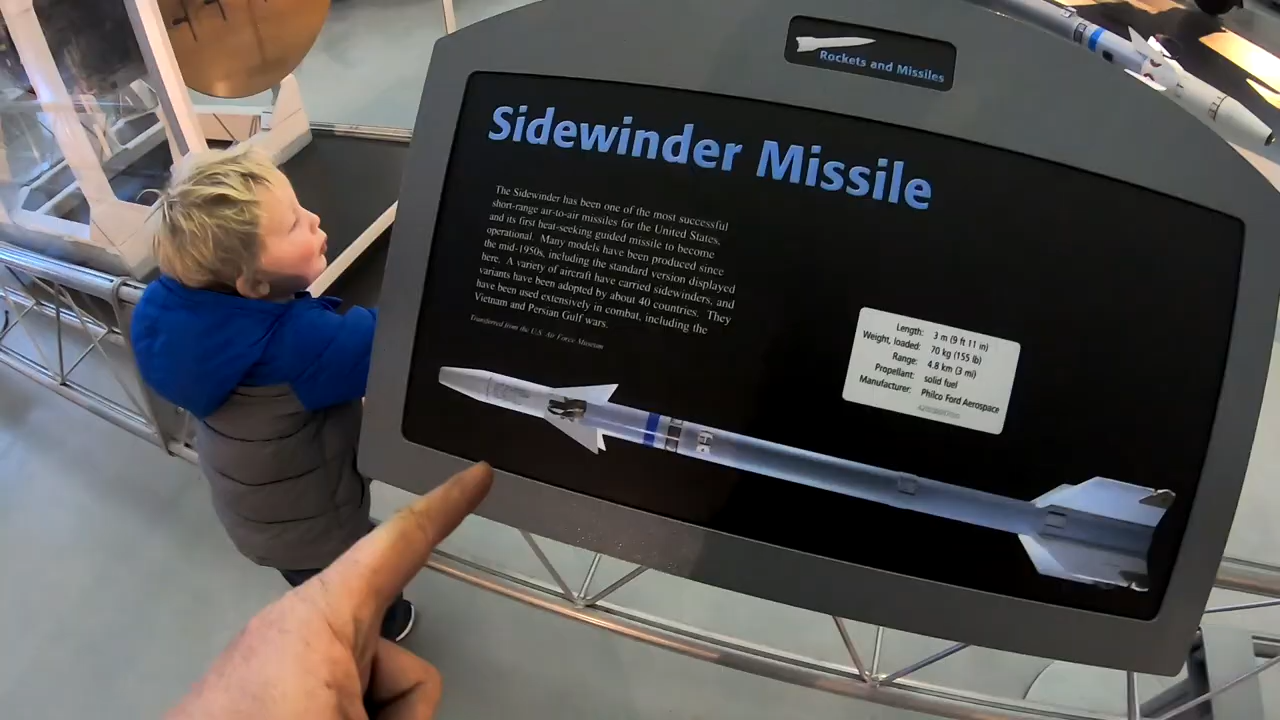 Rockets and Missiles
Sidewinder Missile
The Sidewinder has been one of the most successful
short-range air-to-air missiles for the United States,
and its first heat-seeking guided missile to become
operational. Many models have been produced since
the mid-1950s, including the standard version displayed
here. A variety of aircraft have carried sidewinders, and
variants have been adopted by about 40 countries. They
have been used extensively in combat, including the
Vietnam and Persian Gulf wars.
Transferred from the U.S. Air Force Museum
Length: 3 m (9 ft 11 in)
Weight, loaded: 70 kg (155 lb)
Range: 4.8 km (3 mi)
Propellant: solid fuel
Manufacturer: Philco Ford Aerospace